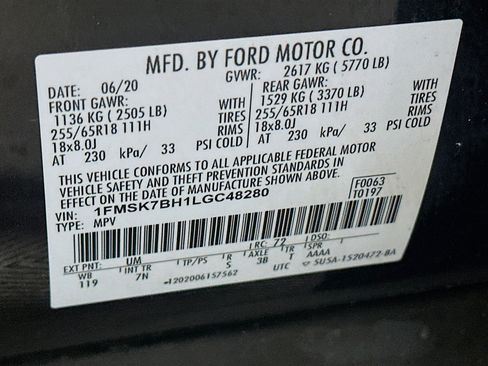 MFD. BY FORD MOTOR CO.
DATE: 06/20 GVWR: 2617 KG ( 5770 LB)
FRONT GAWR: REAR GAWR:
1136 KG ( 2505 LB) WITH 1529 KG ( 3370 LB) WITH
255/65R18 111H TIRES 255/65R18 111H TIRES
18x8.0J RIMS 18x8.0J RIMS
AT 230 kPa/ 33 PSI COLD AT 230 kPa/ 33 PSI COLD
THIS VEHICLE CONFORMS TO ALL APPLICABLE FEDERAL MOTOR
VEHICLE SAFETY AND THEFT PREVENTION STANDARDS IN
EFFECT ON THE DATE OF MANUFACTURE SHOWN ABOVE.
VIN: 1FMSK7BH1LGC48280 F0063
TYPE: MPV T0197
EXT PNT: UM RC: 72 DSO:
WB INT TR TP/PS R AXLE TR SPR
119 7N S 3B T AAAA
1202006157562 UTC 5U5A-1520472-BA